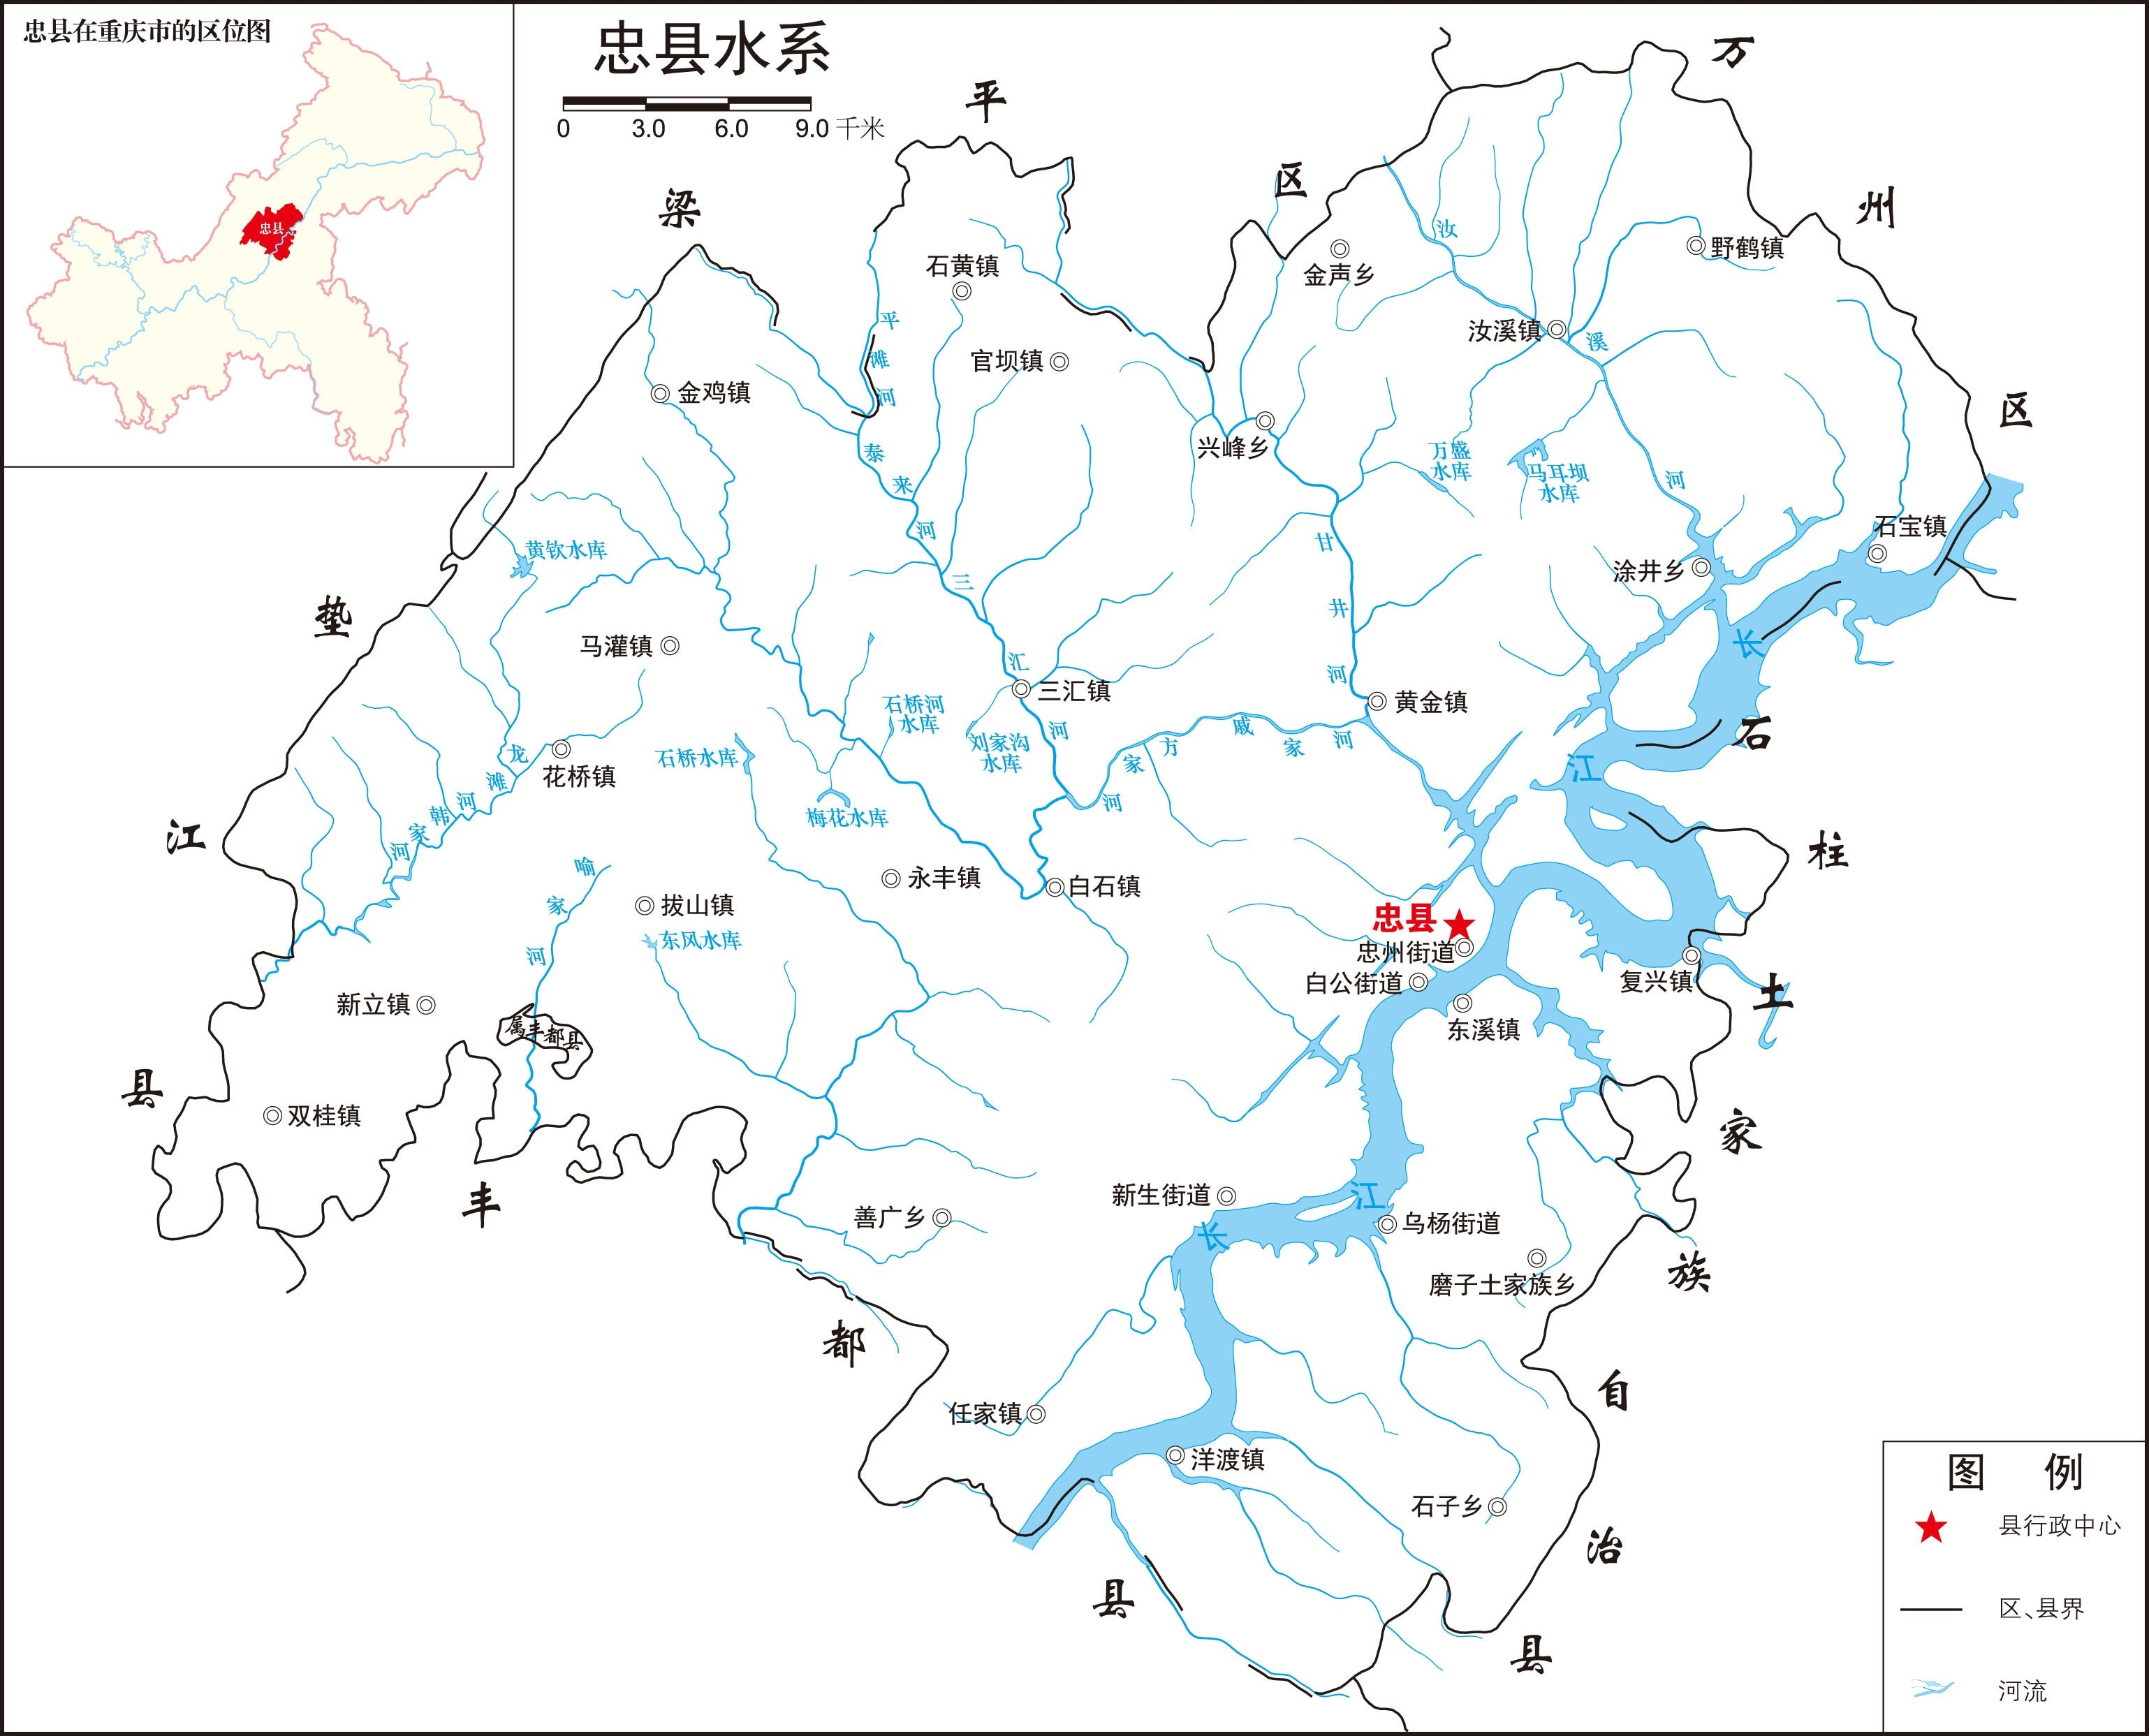 忠县在重庆市的区位图
忠县
忠县水系
0 3.0 6.0 9.0 千米
梁
平
区
万
州
区
石黄镇
官坝镇
金鸡镇
金声乡
野鹤镇
汝溪镇
兴峰乡
汝
溪
河
平
滩
河
泰
来
河
三
汇
河
万盛
水库
马耳坝
水库
石宝镇
涂井乡
黄钦水库
甘
井
河
垫
江
县
马灌镇
三汇镇
黄金镇
石桥河
水库
刘家沟
水库
石桥水库
梅花水库
花桥镇
龙
滩
河
韩
家
河
方
家
河
戚
家
河
长
江
石
柱
土
家
族
自
治
县
永丰镇
白石镇
拔山镇
东风水库
喻
家
河
忠县
忠州街道
白公街道
东溪镇
复兴镇
新立镇
属丰都县
双桂镇
丰
都
县
善广乡
新生街道
乌杨街道
长
江
磨子土家族乡
任家镇
洋渡镇
石子乡
图 例
县行政中心
区、县界
河流